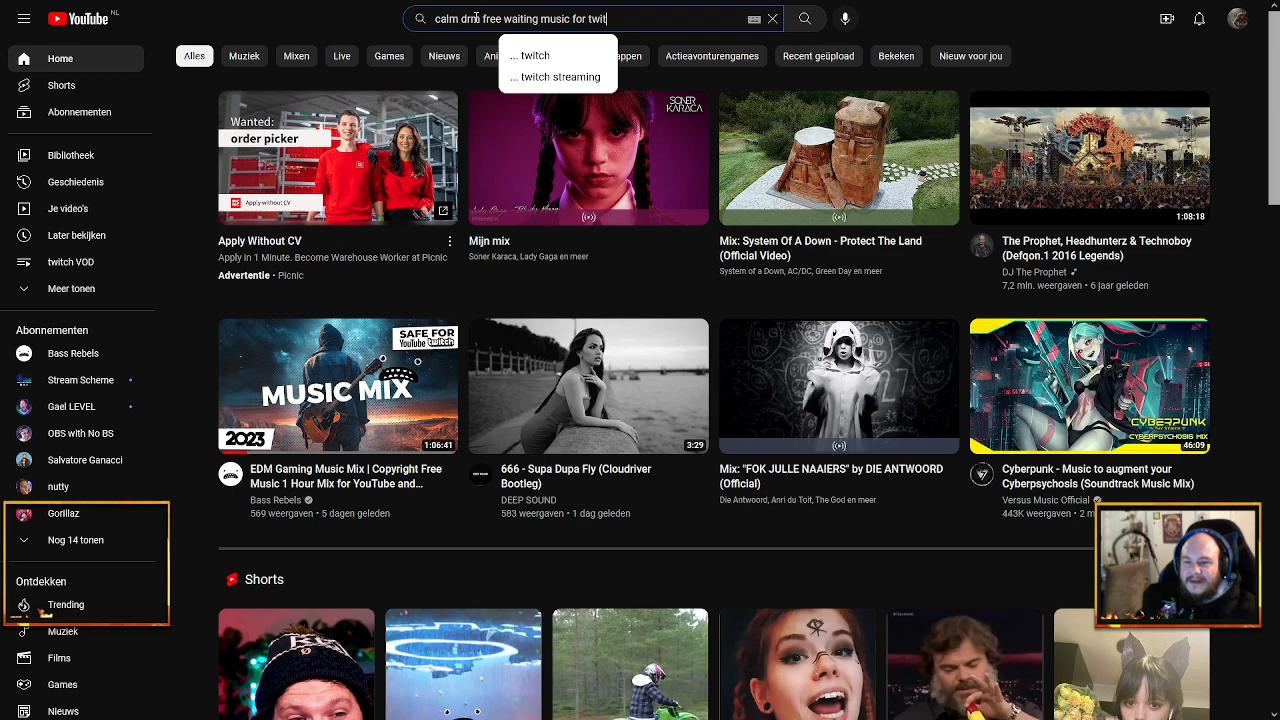 YouTube NL
calm drm free waiting music for twit
... twitch
... twitch streaming
Alles
Muziek
Mixen
Live
Games
Nieuws
Actieavonturengames
Recent geüpload
Bekeken
Nieuw voor jou
Home
Shorts
Abonnementen
Bibliotheek
Geschiedenis
Je video's
Later bekijken
twitch VOD
Meer tonen
Abonnementen
Bass Rebels
Stream Scheme
Gael LEVEL
OBS with No BS
Salvatore Ganacci
nutty
Gorillaz
Nog 14 tonen
Ontdekken
Trending
Muziek
Films
Games
Nieuws
Wanted:
order picker
Apply without CV
Apply Without CV
Apply in 1 Minute. Become Warehouse Worker at Picnic
Advertentie • Picnic
SONER
KARACA
Mijn mix
Soner Karaca, Lady Gaga en meer
Mix: System Of A Down - Protect The Land
(Official Video)
System of a Down, AC/DC, Green Day en meer
1:08:18
The Prophet, Headhunterz & Technoboy
(Defqon.1 2016 Legends)
DJ The Prophet
7,2 mln. weergaven • 6 jaar geleden
SAFE FOR
YouTube twitch
MUSIC MIX
2023
1:06:41
EDM Gaming Music Mix | Copyright Free
Music 1 Hour Mix for YouTube and...
Bass Rebels
569 weergaven • 5 dagen geleden
3:29
666 - Supa Dupa Fly (Cloudriver
Bootleg)
DEEP SOUND
583 weergaven • 1 dag geleden
Mix: "FOK JULLE NAAIERS" by DIE ANTWOORD
(Official)
Die Antwoord, Anri du Toit, The God en meer
CYBERPUNK
CYBERPSYCHOSIS MIX
46:09
Cyberpunk - Music to augment your
Cyberpsychosis (Soundtrack Music Mix)
Versus Music Official
443K weergaven • 2 m
Shorts